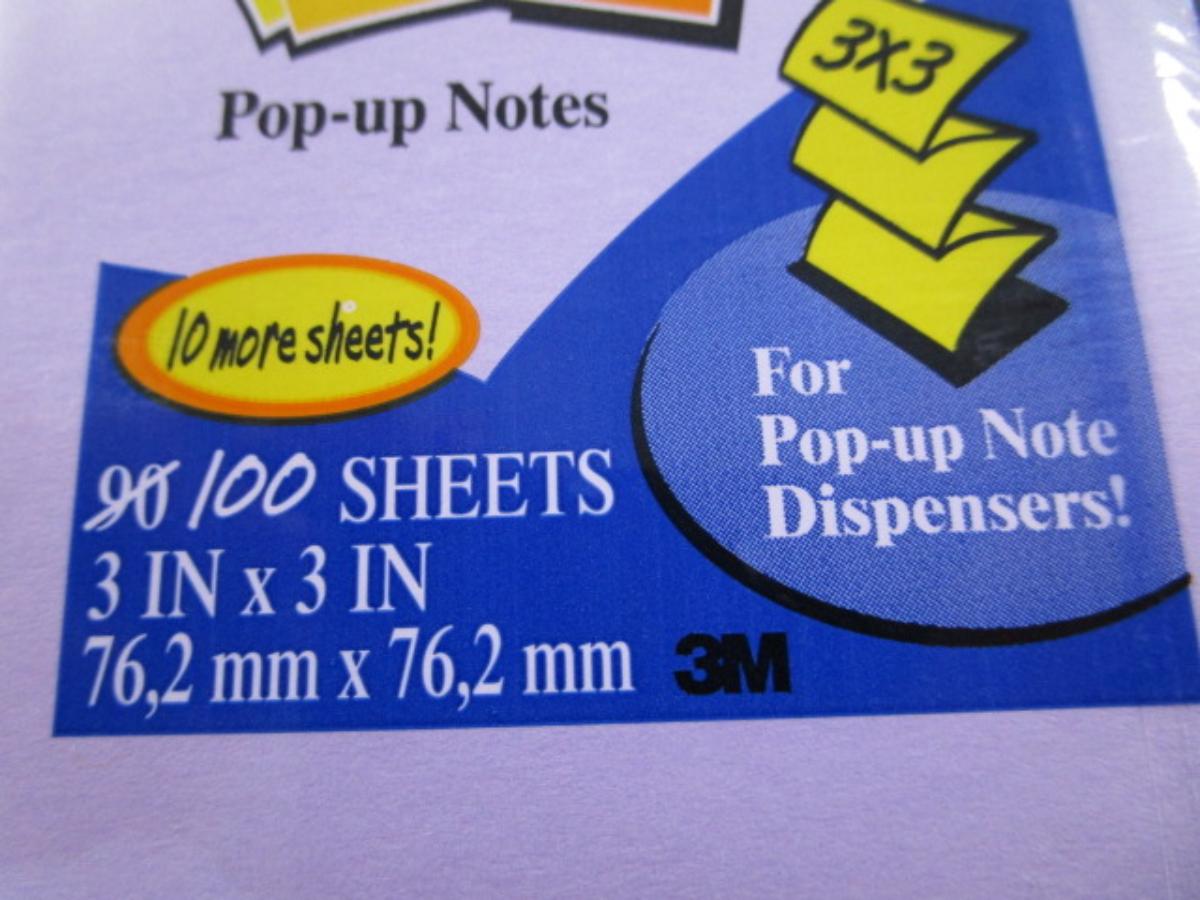 Pop-up Notes
3X3
10 more sheets!
For
Pop-up Note
Dispensers!
90 100 SHEETS
3 IN x 3 IN
76,2 mm x 76,2 mm
3M